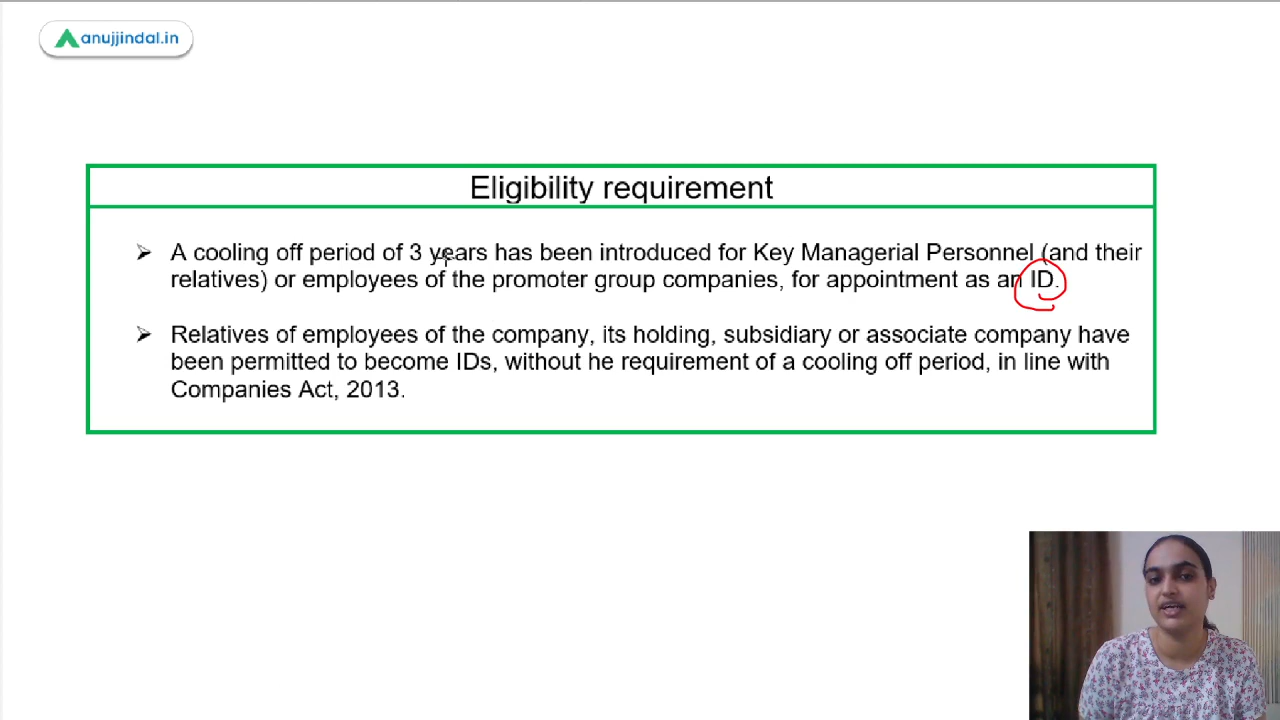 anujjindal.in
Eligibility requirement
➢ A cooling off period of 3 years has been introduced for Key Managerial Personnel (and their
relatives) or employees of the promoter group companies, for appointment as an ID.
➢ Relatives of employees of the company, its holding, subsidiary or associate company have
been permitted to become IDs, without he requirement of a cooling off period, in line with
Companies Act, 2013.